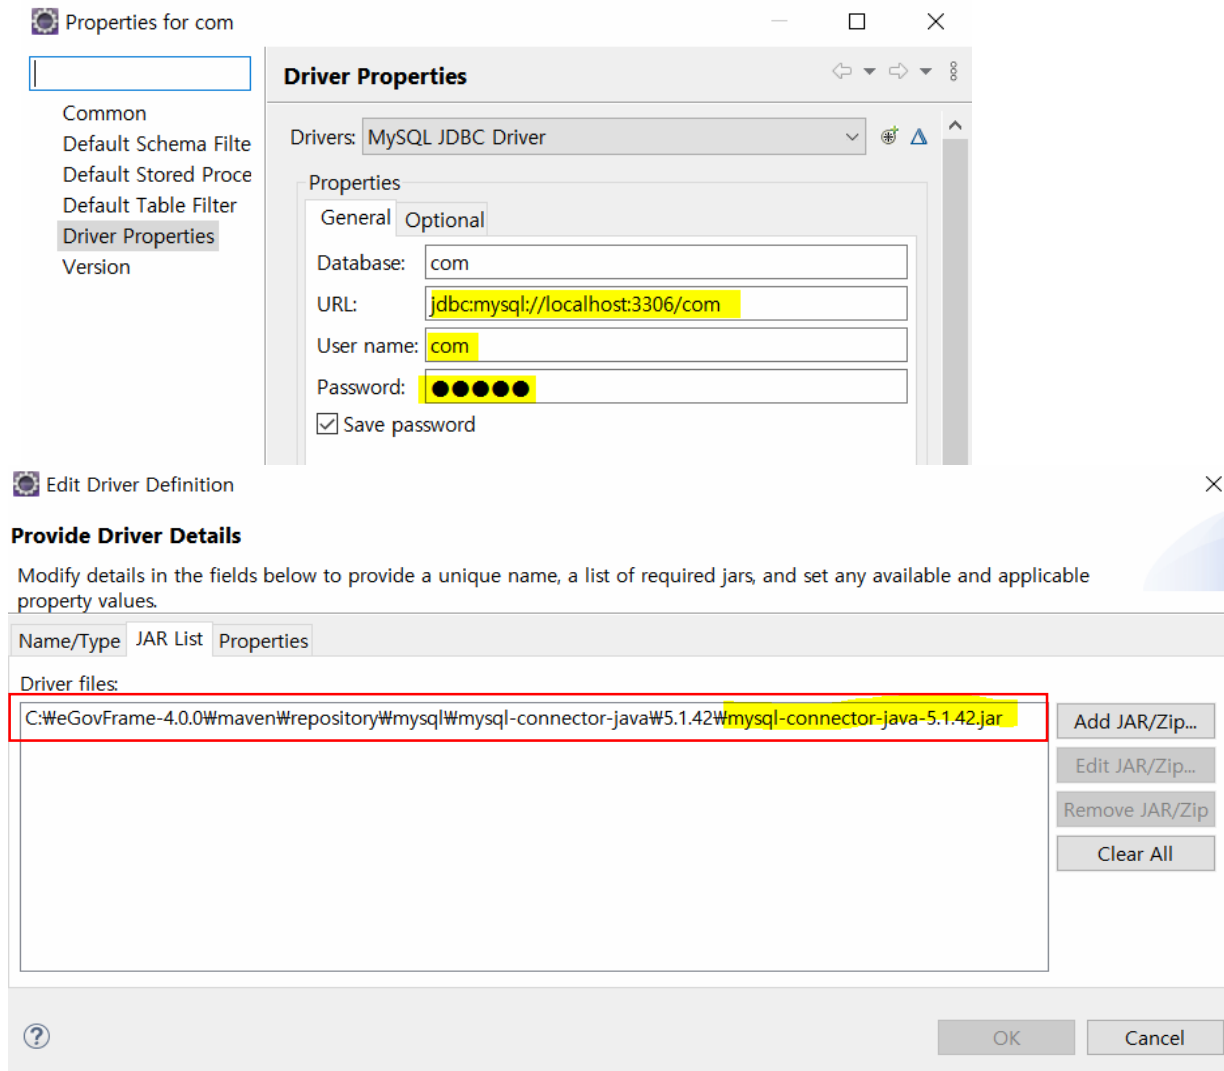 Properties for com
Common
Default Schema Filte
Default Stored Proce
Default Table Filter
Driver Properties
Version
Driver Properties
Drivers: MySQL JDBC Driver
Properties
General Optional
Database: com
URL: jdbc:mysql://localhost:3306/com
User name: com
Password: ●●●●●
Save password
Edit Driver Definition
Provide Driver Details
Modify details in the fields below to provide a unique name, a list of required jars, and set any available and applicable
property values.
Name/Type JAR List Properties
Driver files:
C:₩eGovFrame-4.0.0₩maven₩repository₩mysql₩mysql-connector-java₩5.1.42₩mysql-connector-java-5.1.42.jar
Add JAR/Zip...
Edit JAR/Zip...
Remove JAR/Zip
Clear All
?
OK Cancel